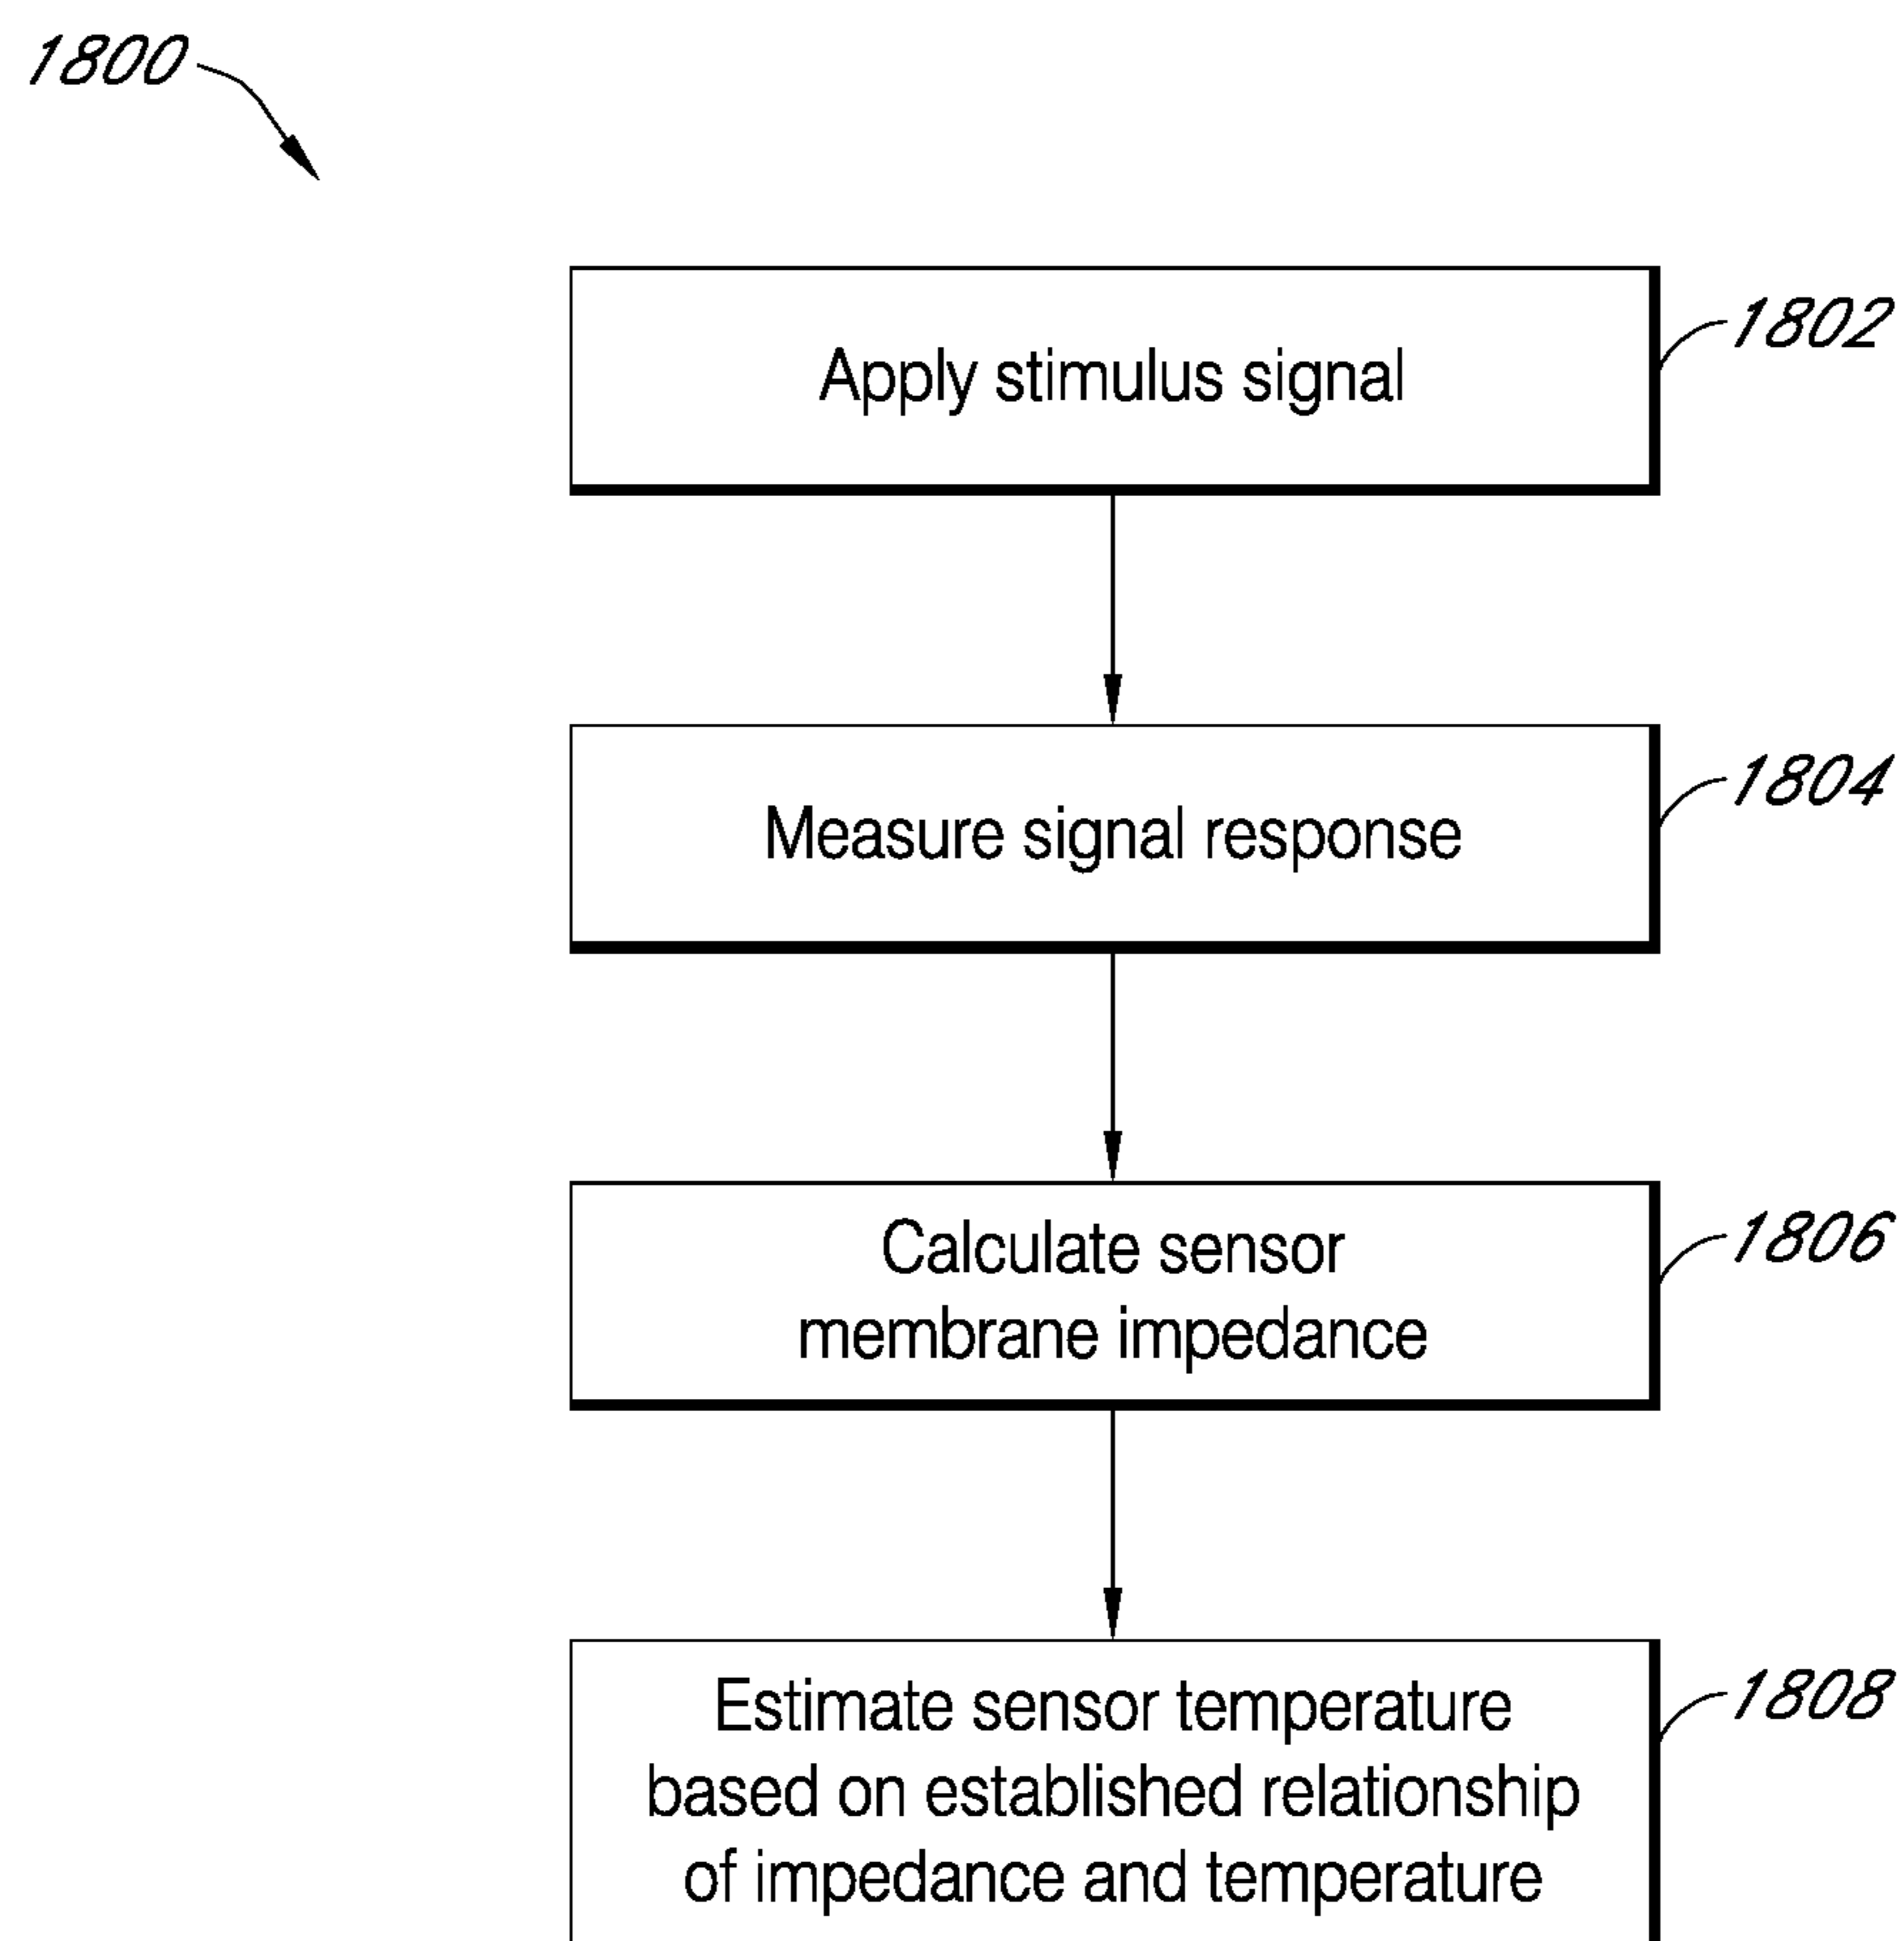 1800
Apply stimulus signal
1802
Measure signal response
1804
Calculate sensor
membrane impedance
1806
Estimate sensor temperature
based on established relationship
of impedance and temperature
1808